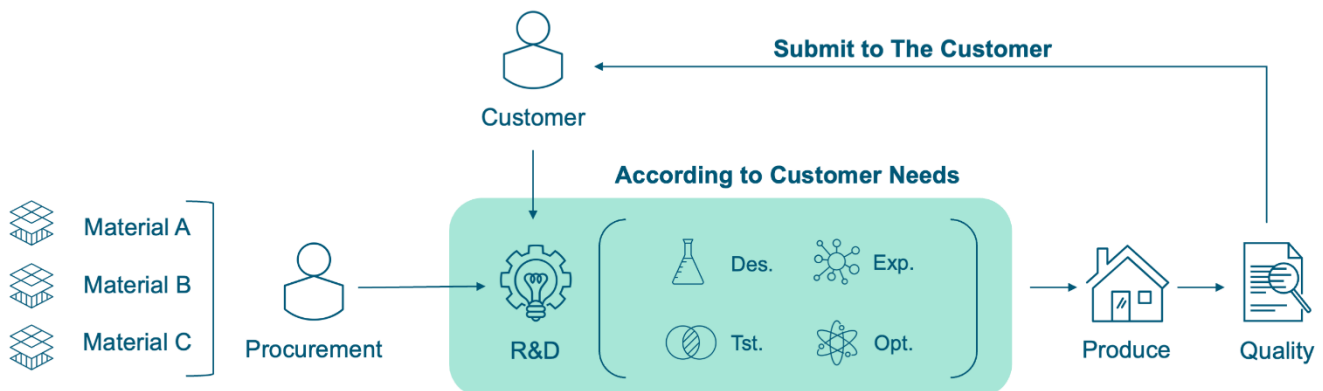 Submit to The Customer
Customer
According to Customer Needs
Material A
Material B
Material C
Procurement
R&D
Des.
Exp.
Tst.
Opt.
Produce
Quality